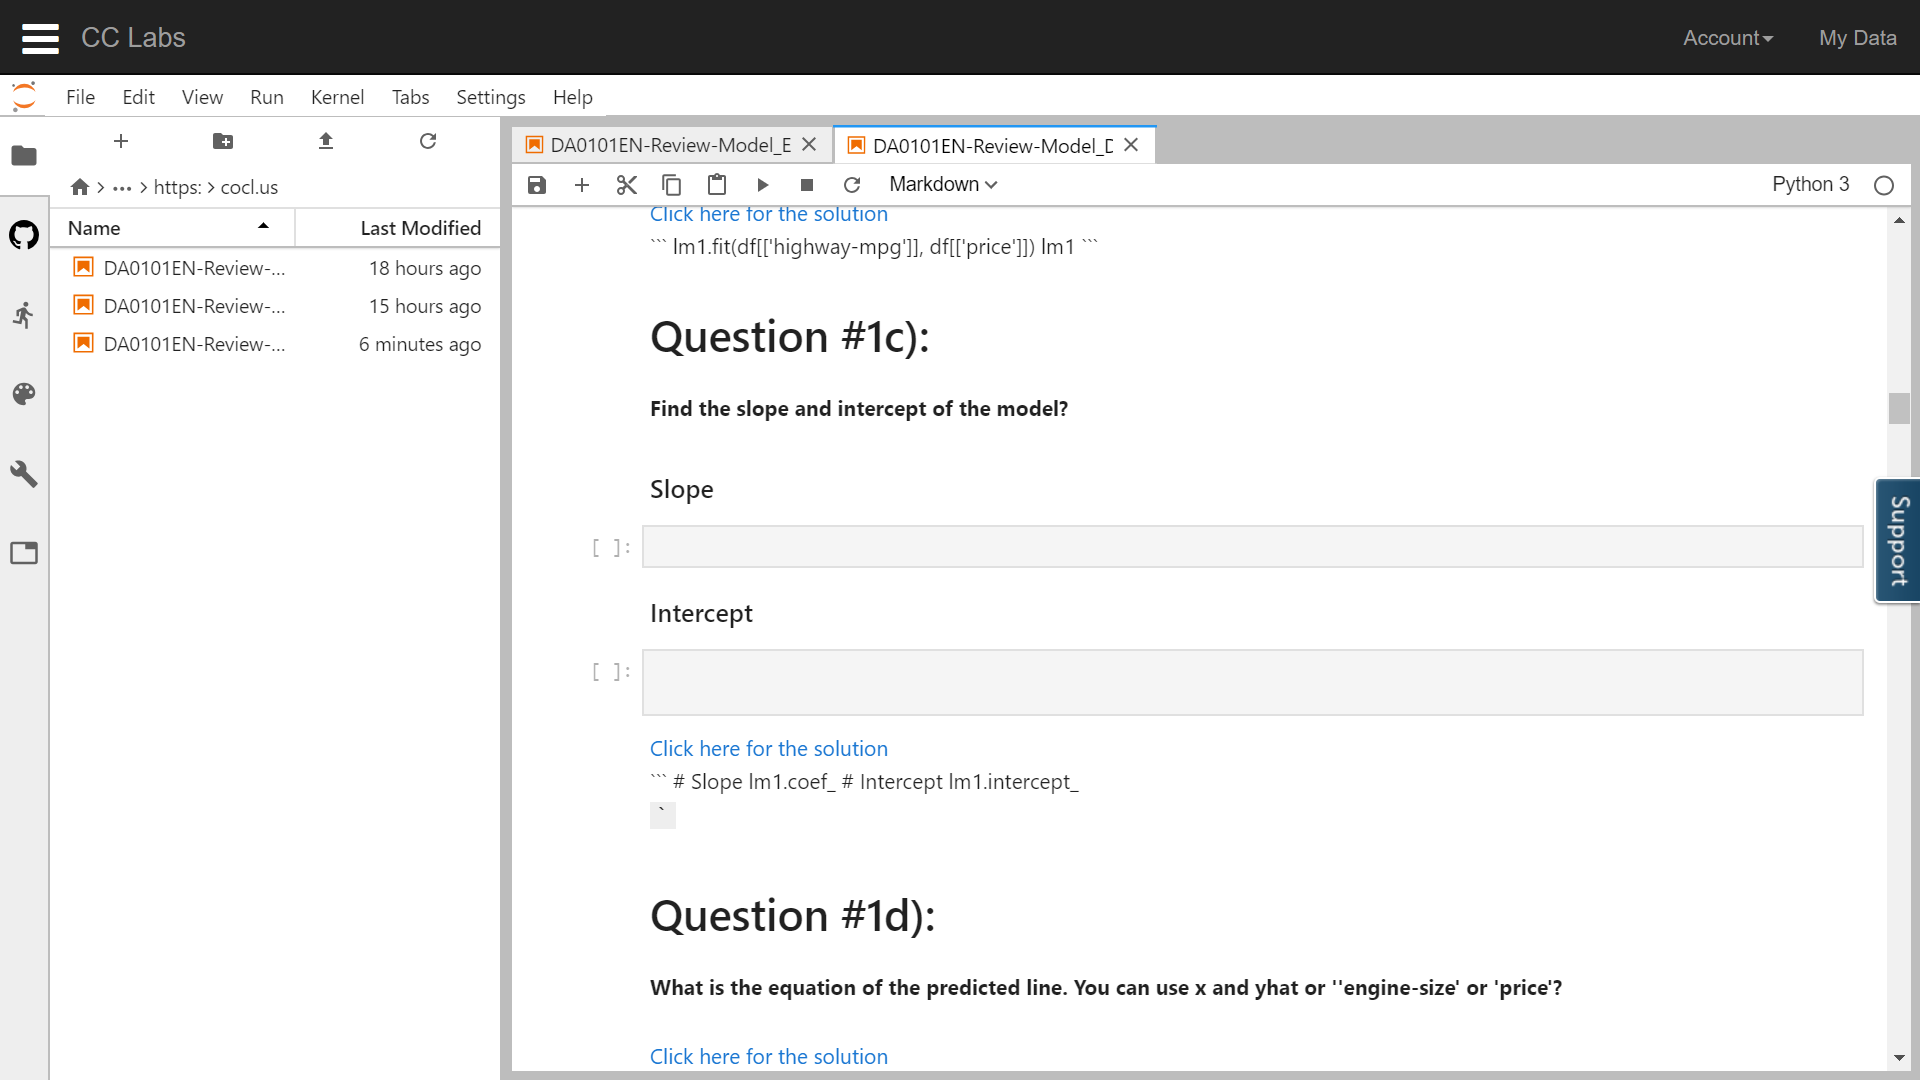 CC Labs
Account
My Data
File Edit View Run Kernel Tabs Settings Help
… https: cocl.us
Name Last Modified
DA0101EN-Review-... 18 hours ago
DA0101EN-Review-... 15 hours ago
DA0101EN-Review-... 6 minutes ago
DA0101EN-Review-Model_E
DA0101EN-Review-Model_D
Markdown
Python 3
Click here for the solution
``` lm1.fit(df[['highway-mpg']], df[['price']]) lm1 ```
Question #1c):
Find the slope and intercept of the model?
Slope
[ ]:
Intercept
[ ]:
Click here for the solution
``` # Slope lm1.coef_ # Intercept lm1.intercept_
`
Question #1d):
What is the equation of the predicted line. You can use x and yhat or ''engine-size' or 'price'?
Click here for the solution
Support